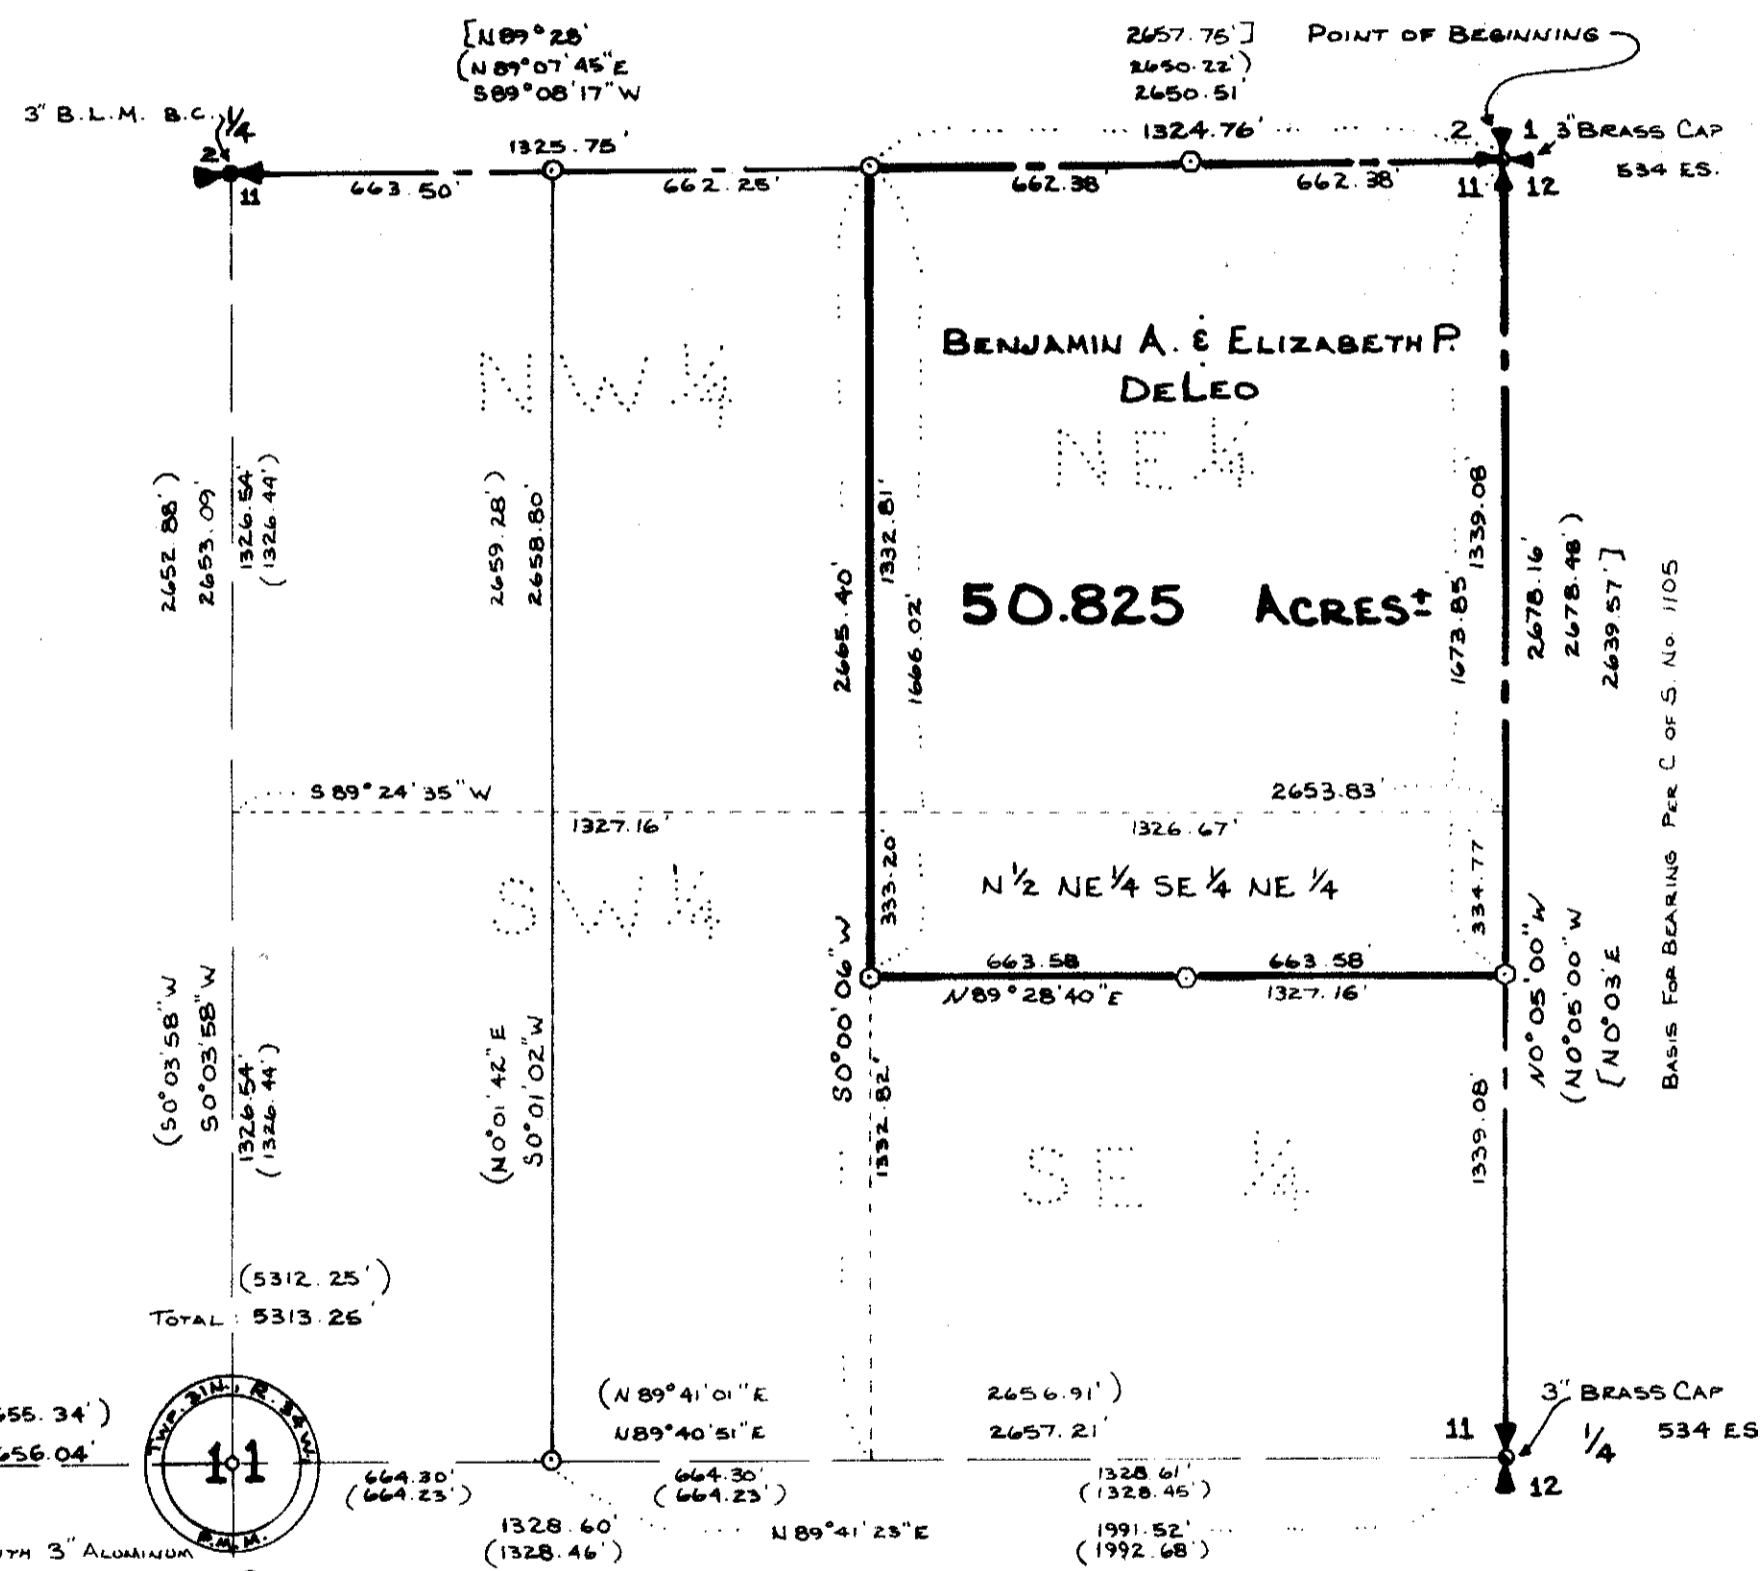 [N89°28'
(N89°07'45"E
S89°08'17"W
2657.75']
2650.22')
2650.51'
POINT OF BEGINNING
3" B.L.M. B.C.
1/4
2
11
1325.75'
663.50'
662.25'
1324.76'
662.38'
662.38'
2
1
11
12
3" BRASS CAP
534 ES.
BENJAMIN A. & ELIZABETH P.
DELEO
NW 1/4
NE 1/4
50.825 ACRES±
2652.88')
2653.09'
1326.54'
(1326.44')
2659.28')
2658.80'
2665.40'
1332.81'
1666.02'
1673.85'
1339.08'
2678.16'
2678.48')
2639.57']
BASIS FOR BEARING PER C OF S. NO. 1105
S89°24'35"W
2653.83'
1327.16'
1326.67'
SW 1/4
333.20'
N 1/2 NE 1/4 SE 1/4 NE 1/4
334.77'
663.58
663.58'
N89°28'40"E
1327.16'
(S0°03'58"W
S0°03'58"W
1326.54'
(1326.44')
(N0°01'42"E
S0°01'02"W
S0°00'06"W
1332.82'
1339.08'
N0°05'00"W
(N0°05'00"W
[N0°03'E
SE 1/4
(5312.25')
TOTAL: 5313.25'
TWP. 31N., R. 34W.
11
P.M.M.
655.34')
656.04'
(N89°41'01"E
N89°40'51"E
2656.91')
2657.21'
11
12
3" BRASS CAP
1/4
534 ES
664.30'
(664.23')
664.30'
(664.23')
1328.61'
(1328.45')
1328.60'
(1328.46')
N89°41'23"E
1991.52'
(1992.68')
3" ALUMINUM